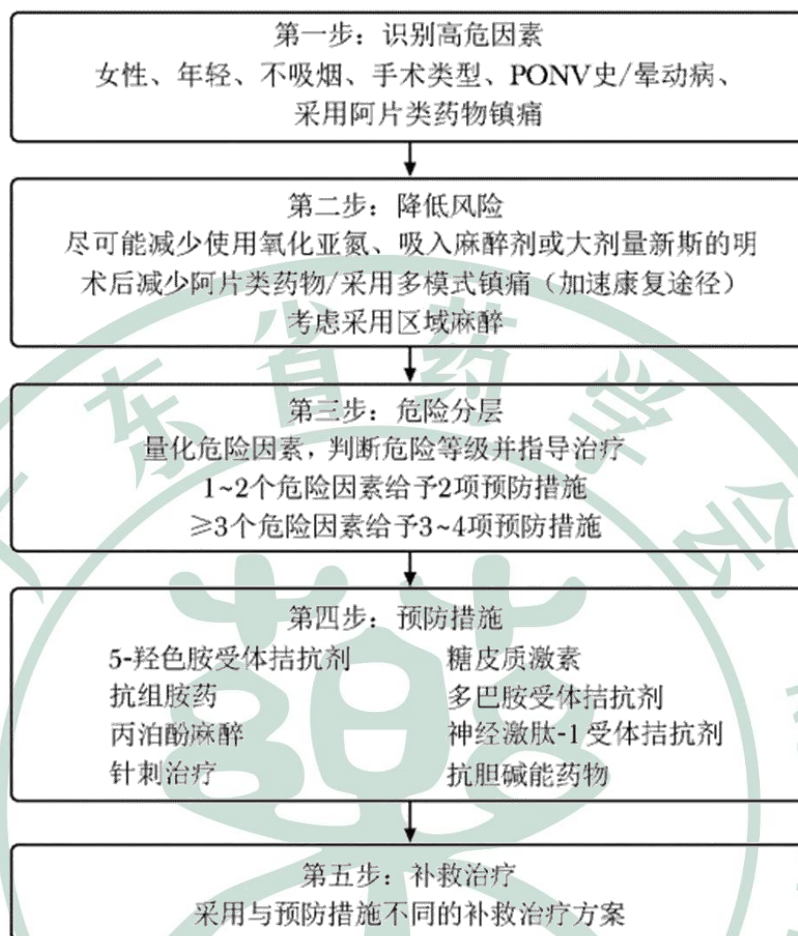 第一步：识别高危因素
女性、年轻、不吸烟、手术类型、PONV史/晕动病、
采用阿片类药物镇痛
第二步：降低风险
尽可能减少使用氧化亚氮、吸入麻醉剂或大剂量新斯的明
术后减少阿片类药物/采用多模式镇痛（加速康复途径）
考虑采用区域麻醉
第三步：危险分层
量化危险因素，判断危险等级并指导治疗
1~2个危险因素给予2项预防措施
≥3个危险因素给予3~4项预防措施
第四步：预防措施
5-羟色胺受体拮抗剂 糖皮质激素
抗组胺药 多巴胺受体拮抗剂
丙泊酚麻醉 神经激肽-1受体拮抗剂
针刺治疗 抗胆碱能药物
第五步：补救治疗
采用与预防措施不同的补救治疗方案
广东省药学会